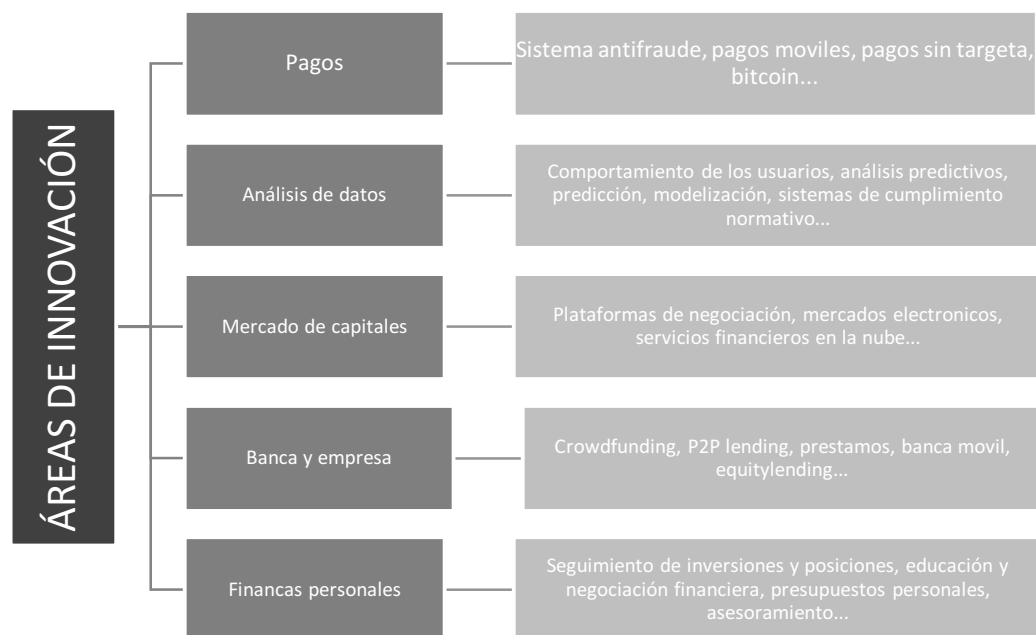 ÁREAS DE INNOVACIÓN
Pagos
Sistema antifraude, pagos moviles, pagos sin targeta,
bitcoin...
Análisis de datos
Comportamiento de los usuarios, análisis predictivos,
predicción, modelización, sistemas de cumplimiento
normativo...
Mercado de capitales
Plataformas de negociación, mercados electronicos,
servicios financieros en la nube...
Banca y empresa
Crowdfunding, P2P lending, prestamos, banca movil,
equitylending...
Financas personales
Seguimiento de inversiones y posiciones, educación y
negociación financiera, presupuestos personales,
asesoramiento...